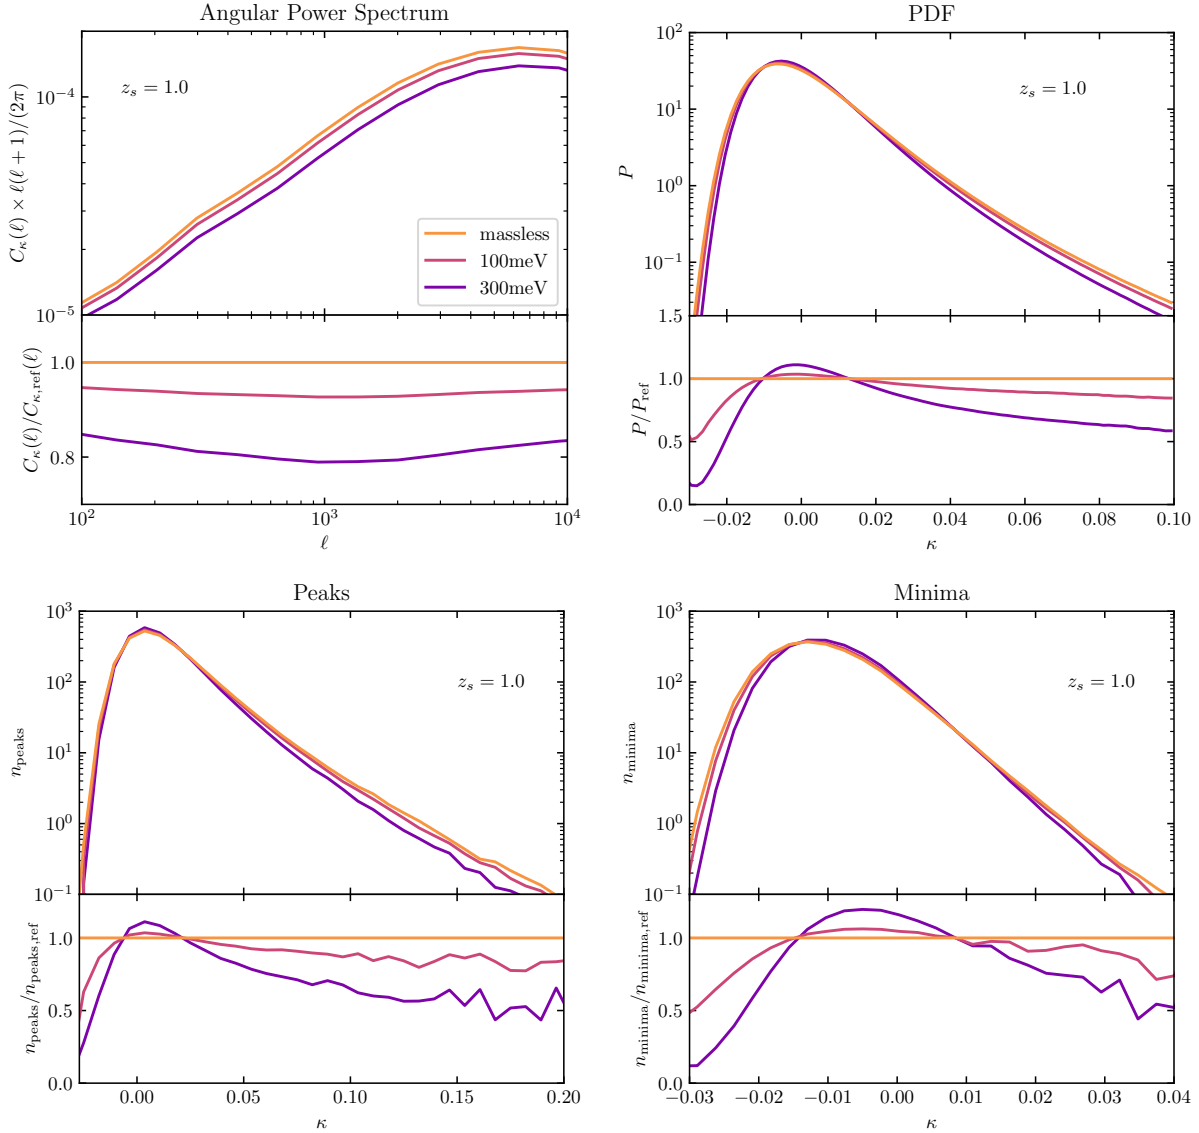 Angular Power Spectrum
C_κ(ℓ) × ℓ(ℓ + 1)/(2π)
10^−4
10^−5
z_s = 1.0
massless
100meV
300meV
C_κ(ℓ)/C_κ,ref(ℓ)
1.0
0.8
10^2 10^3 10^4
ℓ
PDF
P
10^2
10^1
10^0
10^−1
z_s = 1.0
P/P_ref
1.5
1.0
0.5
0.0
−0.02 0.00 0.02 0.04 0.06 0.08 0.10
κ
Peaks
n_peaks
10^3
10^2
10^1
10^0
10^−1
z_s = 1.0
n_peaks/n_peaks,ref
1.0
0.5
0.0
0.00 0.05 0.10 0.15 0.20
κ
Minima
n_minima
10^3
10^2
10^1
10^0
10^−1
z_s = 1.0
n_minima/n_minima,ref
1.0
0.5
0.0
−0.03 −0.02 −0.01 0.00 0.01 0.02 0.03 0.04
κ